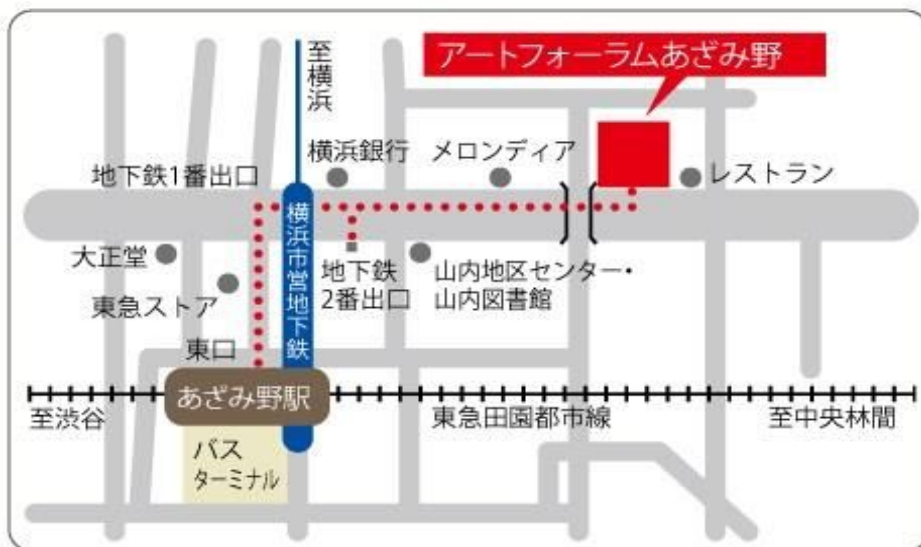 アートフォーラムあざみ野
至横浜
横浜銀行
メロンディア
地下鉄1番出口
レストラン
横浜市営地下鉄
大正堂
地下鉄
2番出口
山内地区センター・
山内図書館
東急ストア
東口
あざみ野駅
至渋谷
東急田園都市線
至中央林間
バス
ターミナル